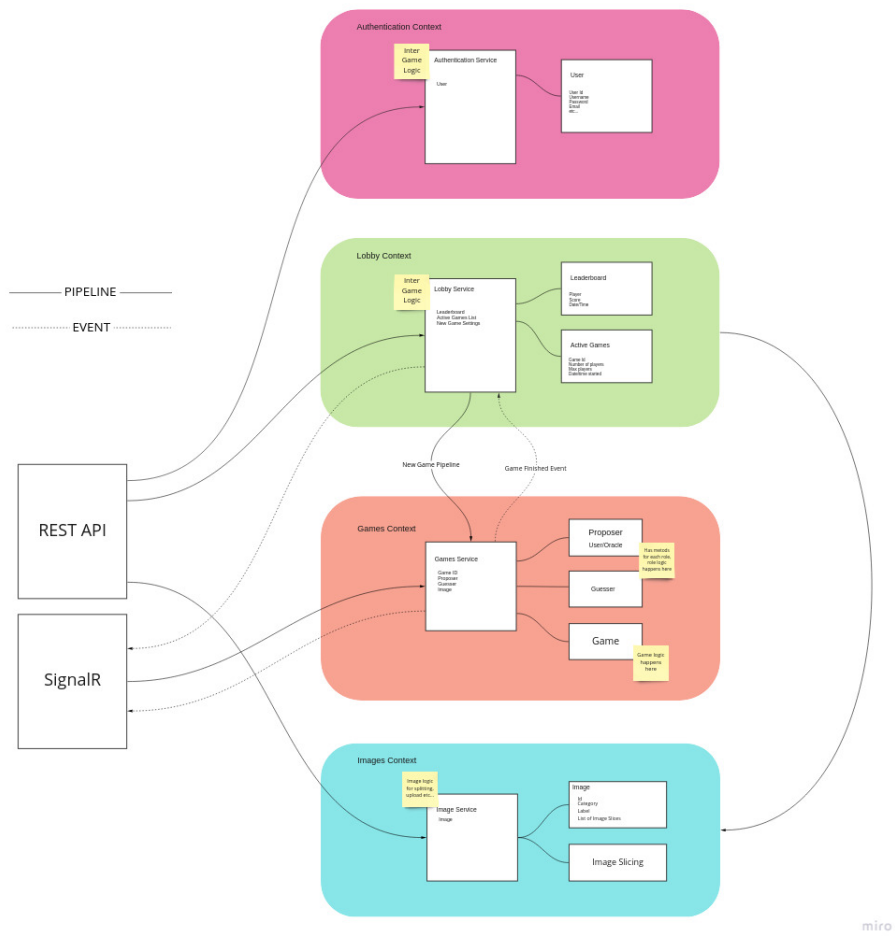 Authentication Context
Inter
Game
Logic
Authentication Service
User
User
User id
Username
Password
Email
etc...
Lobby Context
Inter
Game
Logic
Lobby Service
Leaderboard
Active Games List
New Game Settings
Leaderboard
Player
Score
Date/Time
Active Games
Game Id
Number of players
Max players
Datetime started
PIPELINE
EVENT
New Game Pipeline
Game Finished Event
REST API
SignalR
Games Context
Games Service
Game ID
Proposer
Guesser
Image
Proposer
User/Oracle
Has metods
for each role,
role logic
happens here
Guesser
Game
Game logic
happens
here
Images Context
Image logic
for splitting,
upload etc...
Image Service
Image
Image
Id
Category
Label
List of Image Slices
Image Slicing
miro